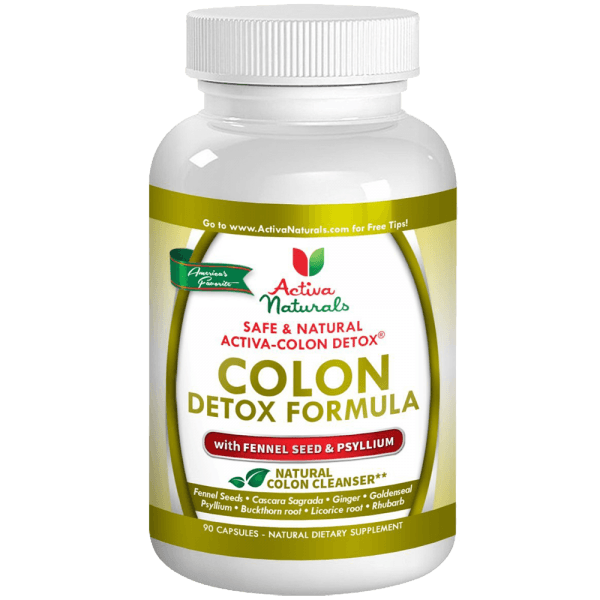 Go to www.ActivaNaturals.com for Free Tips!
America's
Favorite
Activa
Naturals
SAFE & NATURAL
ACTIVA-COLON DETOX®
COLON
DETOX FORMULA
with FENNEL SEED & PSYLLIUM
NATURAL
COLON CLEANSER**
Fennel Seeds • Cascara Sagrada • Ginger • Goldenseal
Psyllium • Buckthorn root • Licorice root • Rhubarb
90 CAPSULES - NATURAL DIETARY SUPPLEMENT